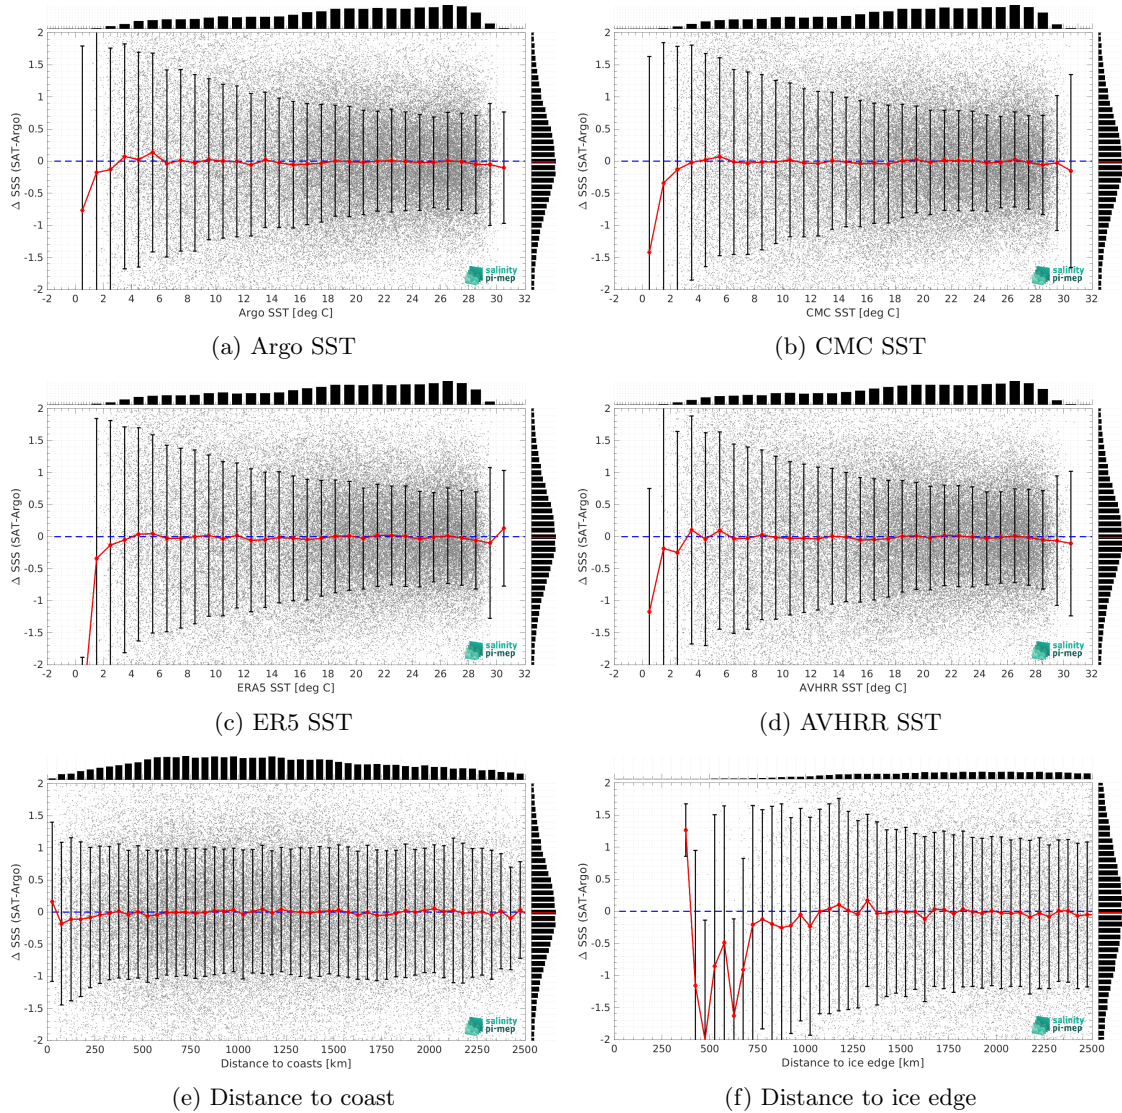 2
1.5
1
0.5
0
-0.5
-1
-1.5
-2
Δ SSS (SAT-Argo)
salinity
pi-mep
-2 0 2 4 6 8 10 12 14 16 18 20 22 24 26 28 30 32
Argo SST [deg C]
(a) Argo SST
2
1.5
1
0.5
0
-0.5
-1
-1.5
-2
Δ SSS (SAT-Argo)
salinity
pi-mep
-2 0 2 4 6 8 10 12 14 16 18 20 22 24 26 28 30 32
CMC SST [deg C]
(b) CMC SST
2
1.5
1
0.5
0
-0.5
-1
-1.5
-2
Δ SSS (SAT-Argo)
salinity
pi-mep
-2 0 2 4 6 8 10 12 14 16 18 20 22 24 26 28 30 32
ERA5 SST [deg C]
(c) ER5 SST
2
1.5
1
0.5
0
-0.5
-1
-1.5
-2
Δ SSS (SAT-Argo)
salinity
pi-mep
-2 0 2 4 6 8 10 12 14 16 18 20 22 24 26 28 30 32
AVHRR SST [deg C]
(d) AVHRR SST
2
1.5
1
0.5
0
-0.5
-1
-1.5
-2
Δ SSS (SAT-Argo)
salinity
pi-mep
0 250 500 750 1000 1250 1500 1750 2000 2250 2500
Distance to coasts [km]
(e) Distance to coast
2
1.5
1
0.5
0
-0.5
-1
-1.5
-2
Δ SSS (SAT-Argo)
salinity
pi-mep
0 250 500 750 1000 1250 1500 1750 2000 2250 2500
Distance to ice edge [km]
(f) Distance to ice edge